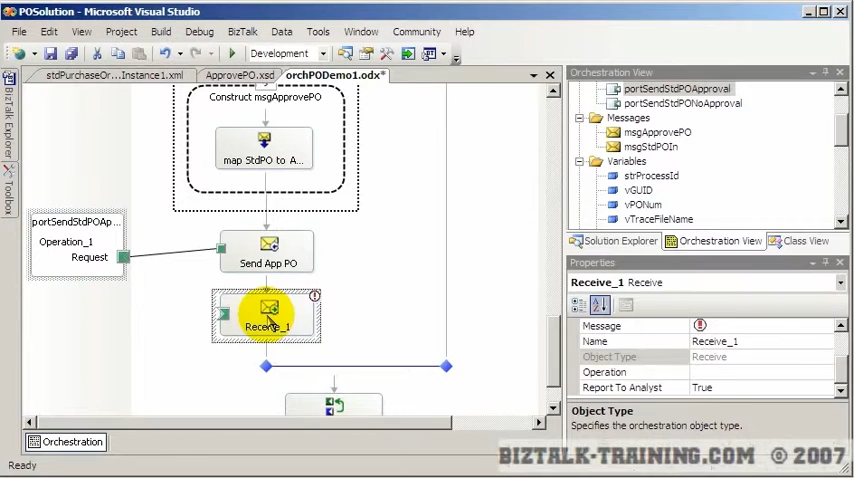 POSolution - Microsoft Visual Studio
File Edit View Project Build Debug Data Tools Window Community Help
Development
stdPurchaseOr...Instance1.xml ApprovePO.xsd orchPODemo1.odx*
BizTalk Explorer
Toolbox
Construct msgApprovePO
map StdPO to A...
portSendStdPOAp...
Operation_1
Request
Send App PO
Receive_1
Orchestration
Orchestration View
portSendStdPOApproval
portSendStdPONoApproval
Messages
msgApprovePO
msgStdPOIn
Variables
strProcessId
vGUID
vPONum
vTraceFileName
Solution Explorer Orchestration View Class View
Properties
Receive_1 Receive
Message
Name Receive_1
Object Type Receive
Operation
Report To Analyst True
Object Type
Specifies the orchestration object type.
Ready
BIZTALK-TRAINING.COM © 2007